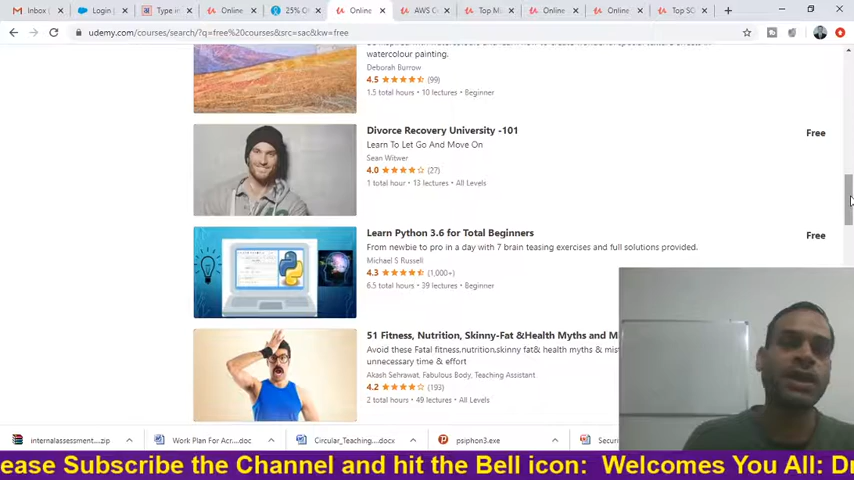 Inbox (
Login |
Type in
Online
25% O
Online
AWS C
Top M
Online
Online
Top SC
udemy.com/courses/search/?q=free%20courses&src=sac&kw=free
watercolour painting.
Deborah Burrow
4.5 (99)
1.5 total hours • 10 lectures • Beginner
Divorce Recovery University -101
Free
Learn To Let Go And Move On
Sean Witwer
4.0 (27)
1 total hour • 13 lectures • All Levels
Learn Python 3.6 for Total Beginners
Free
From newbie to pro in a day with 7 brain teasing exercises and full solutions provided.
Michael S Russell
4.3 (1,000+)
6.5 total hours • 39 lectures • Beginner
51 Fitness, Nutrition, Skinny-Fat &Health Myths and M
Avoid these Fatal fitness,nutrition,skinny fat& health myths & mis
unnecessary time & effort
Akash Sehrawat, Fabulous Body, Teaching Assistant
4.2 (193)
2 total hours • 49 lectures • All Levels
internalassessment.zip
Work Plan For Acr....doc
Circular_Teaching....docx
psiphon3.exe
Secur
ease Subscribe the Channel and hit the Bell icon: Welcomes You All: Dr